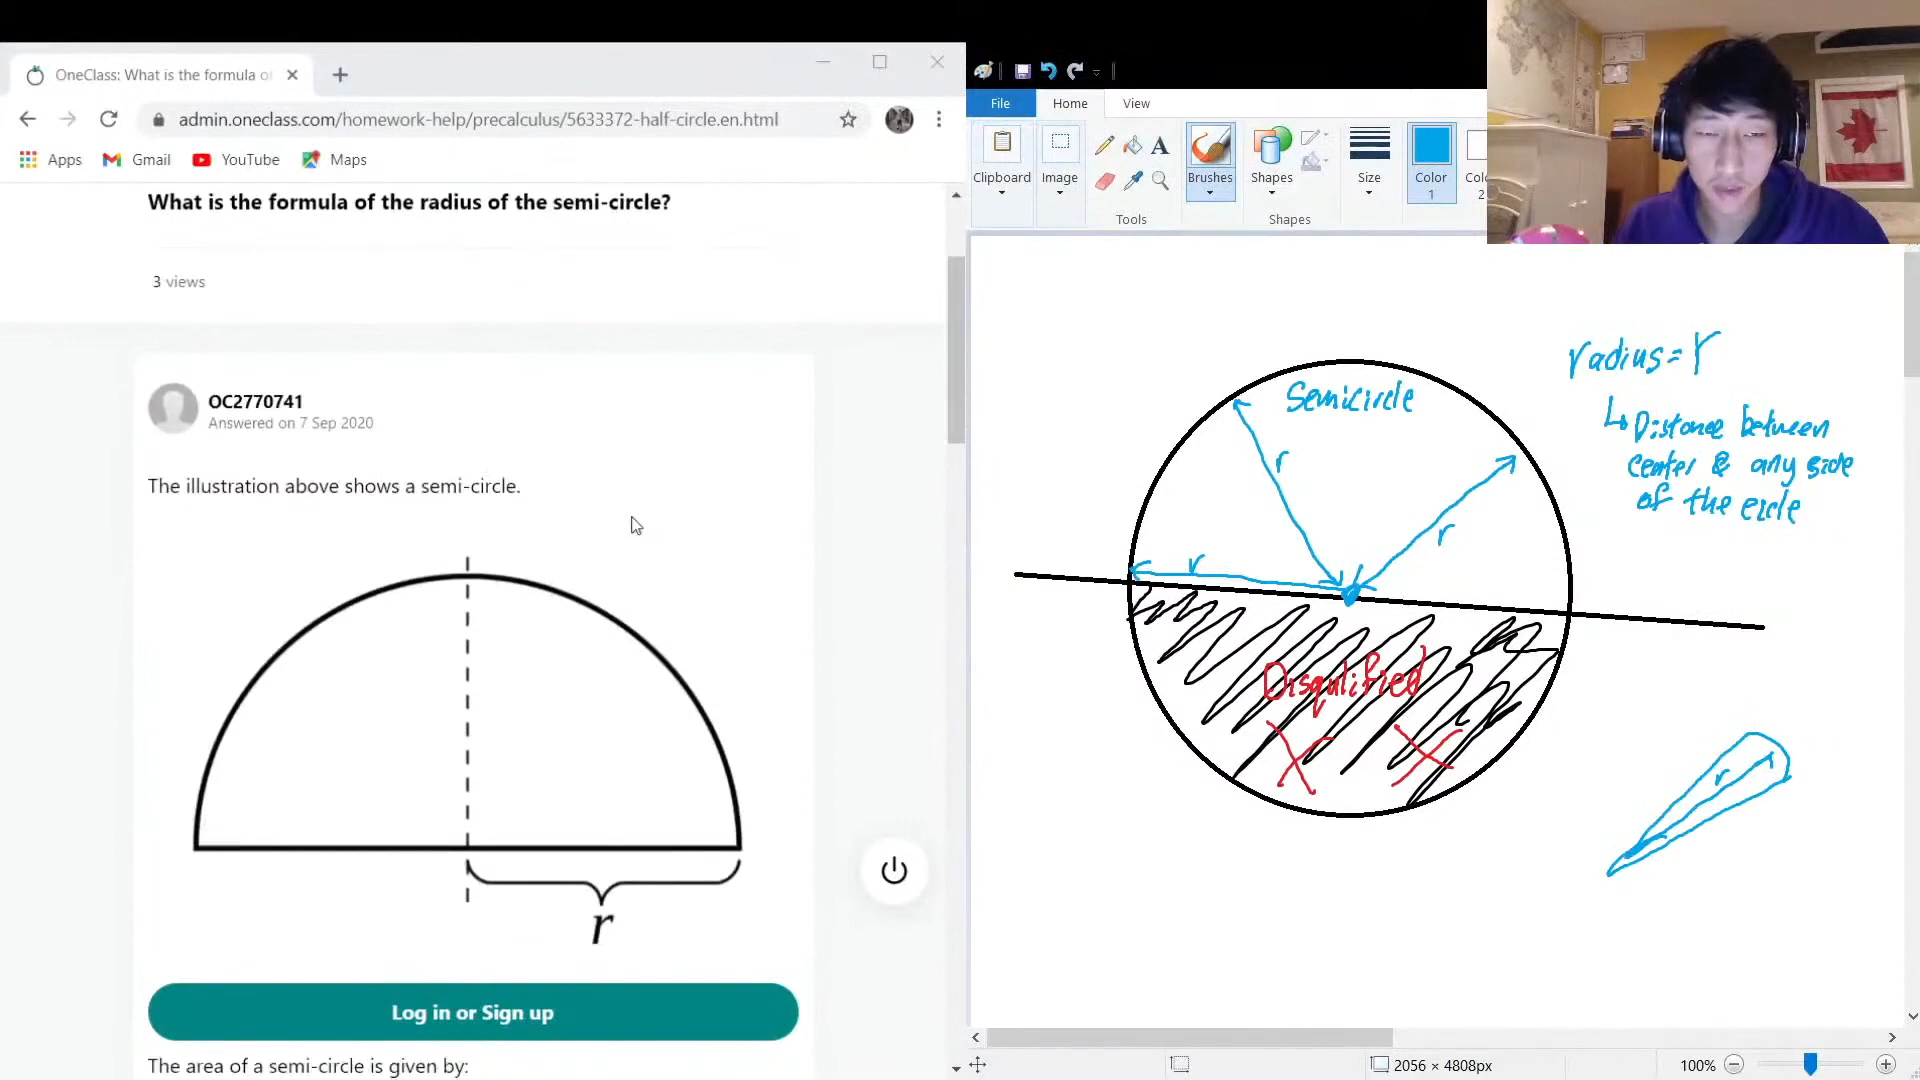 OneClass: What is the formula of
admin.oneclass.com/homework-help/precalculus/5633372-half-circle.en.html
Apps Gmail YouTube Maps
What is the formula of the radius of the semi-circle?
3 views
OC2770741
Answered on 7 Sep 2020
The illustration above shows a semi-circle.
r
Log in or Sign up
The area of a semi-circle is given by:
File Home View
Clipboard Image Brushes Shapes Size Color
1
Colo
2
Tools Shapes
Semicircle
radius = r
Distance between
center & any side
of the circle
r
r
r
Disqulified
r
2056 × 4808px
100%